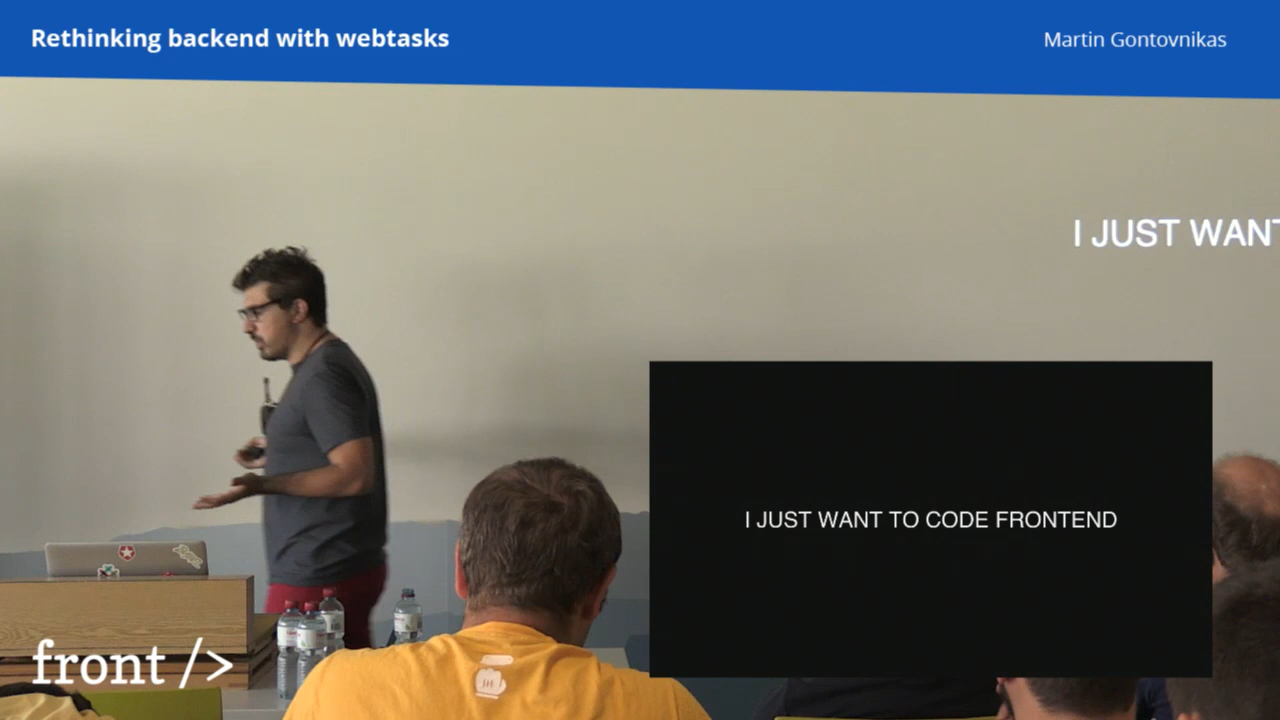 Rethinking backend with webtasks
Martin Gontovnikas
I JUST WANT
I JUST WANT TO CODE FRONTEND
front />